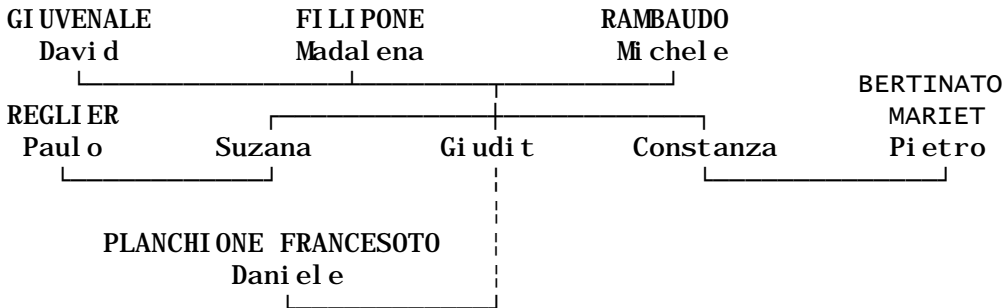 GIUVENALE FILIPONE RAMBAUDO
David Madalena Michele
BERTINATO
REGLIER MARIET
Paulo Suzana Giudit Constanza Pietro
PLANCHIONE FRANCESOTO
Daniele